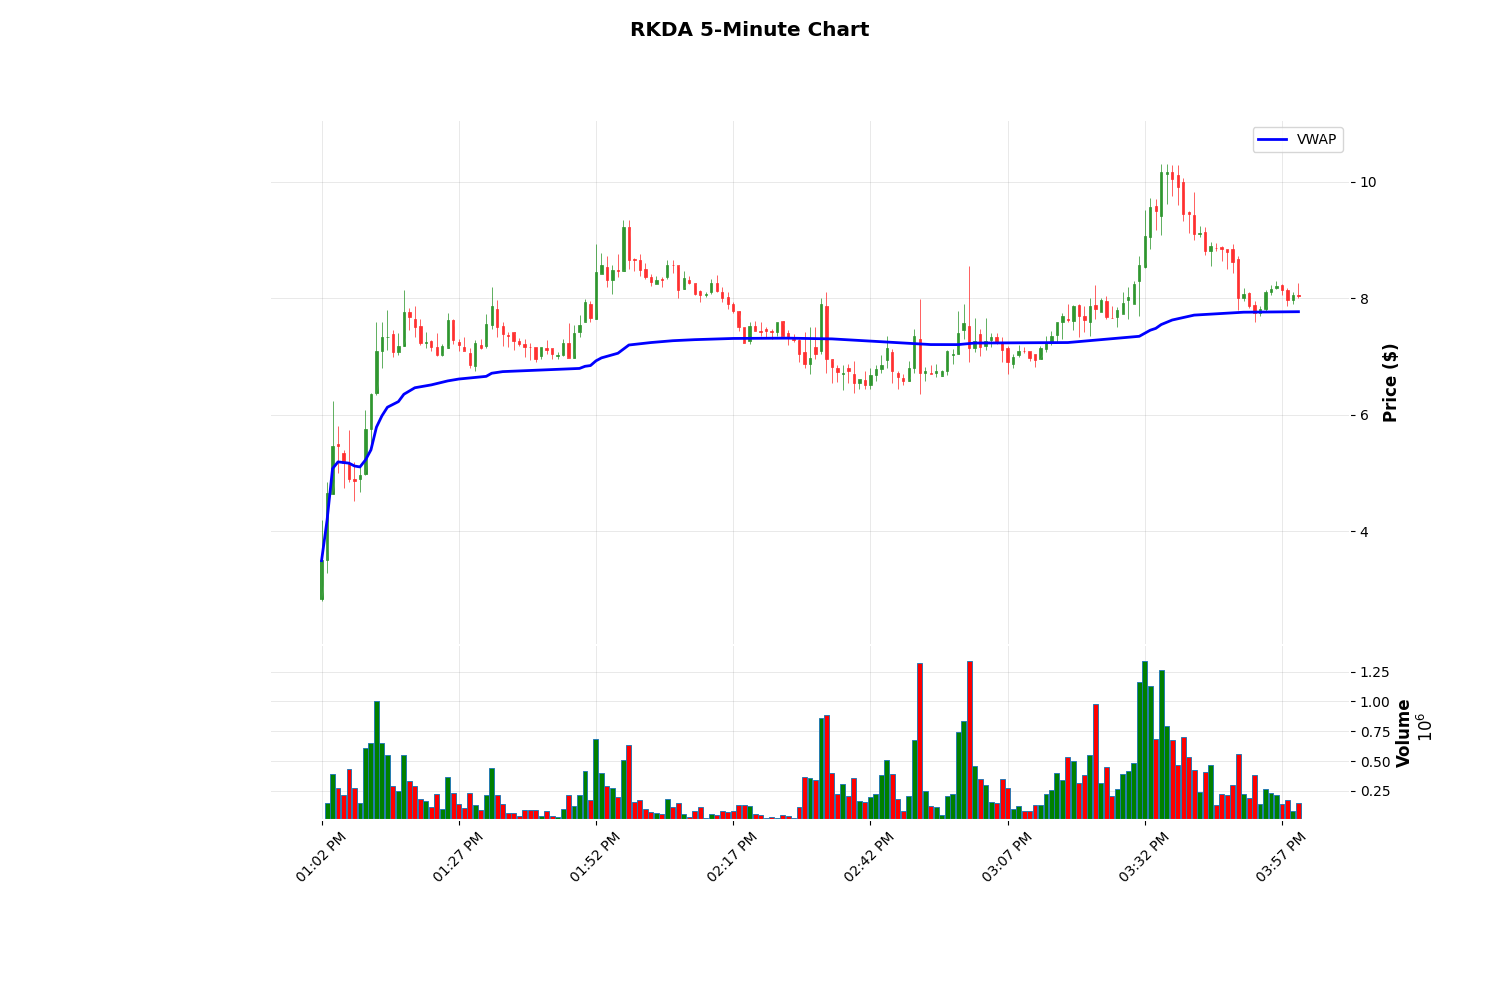 RKDA 5-Minute Chart
VWAP
10
8
6
4
Price ($)
1.25
1.00
0.75
0.50
0.25
Volume
10^6
01:02 PM
01:27 PM
01:52 PM
02:17 PM
02:42 PM
03:07 PM
03:32 PM
03:57 PM